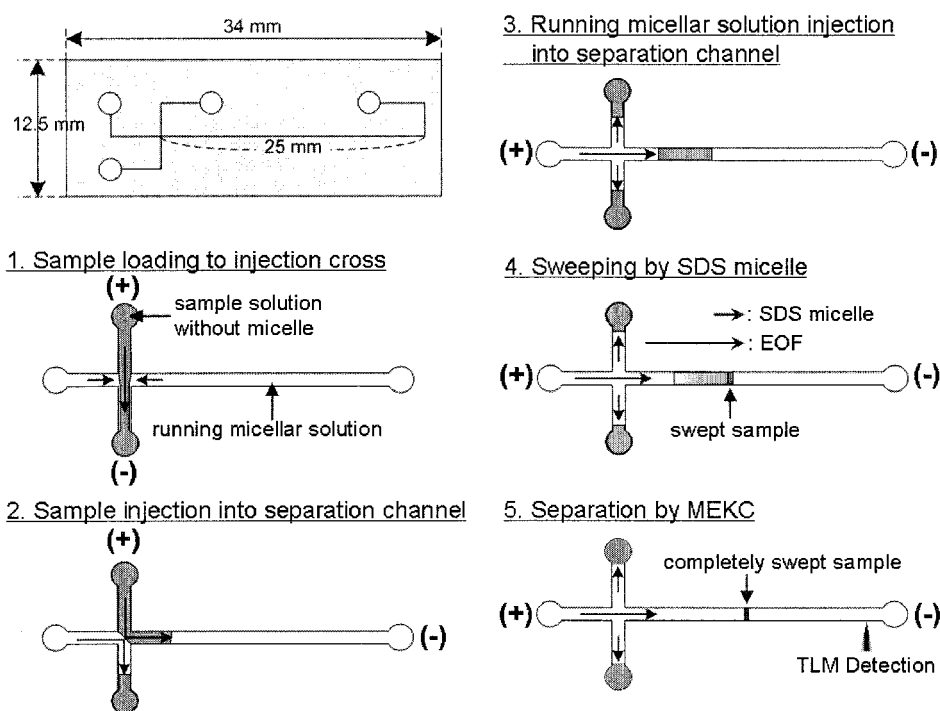 34 mm
12.5 mm
25 mm
1. Sample loading to injection cross
(+)
sample solution
without micelle
running micellar solution
(-)
2. Sample injection into separation channel
(+)
(-)
3. Running micellar solution injection
into separation channel
(+)
(-)
4. Sweeping by SDS micelle
: SDS micelle
: EOF
(+)
(-)
swept sample
5. Separation by MEKC
completely swept sample
(+)
(-)
TLM Detection